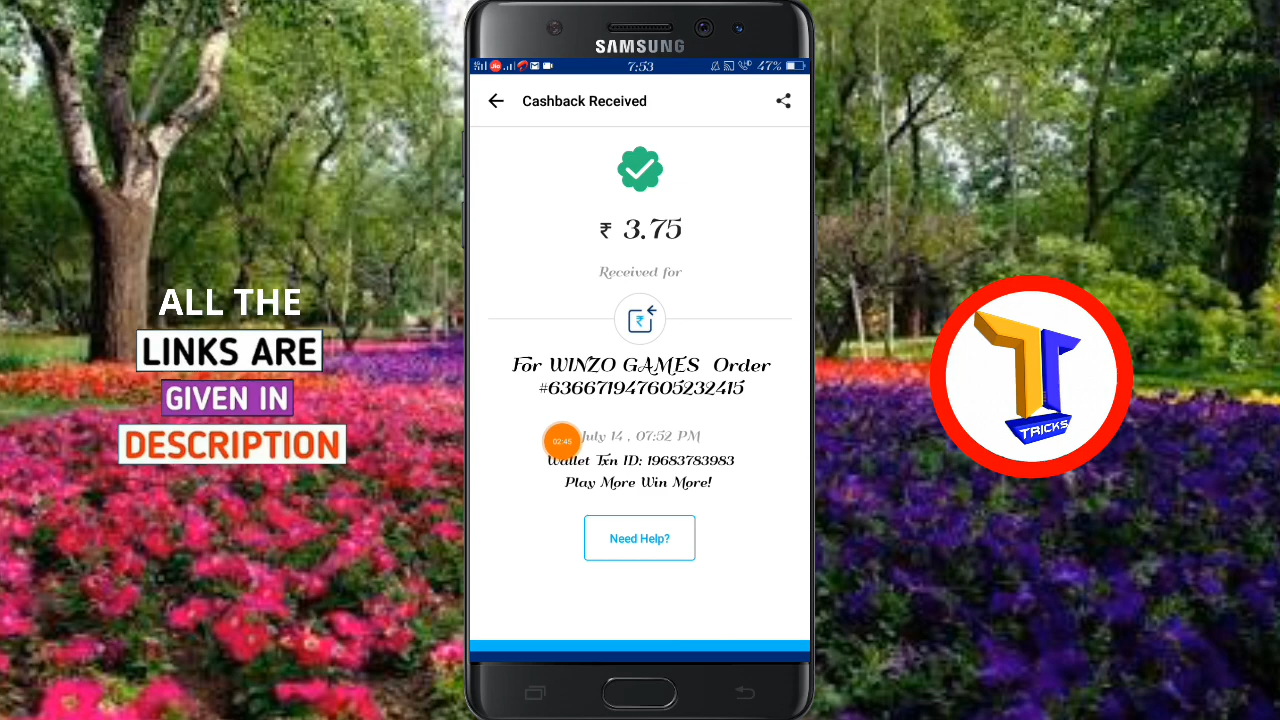 ALL THE
LINKS ARE
GIVEN IN
DESCRIPTION
SAMSUNG
7:53
47%
Cashback Received
₹ 3.75
Received for
₹
For WINZO GAMES Order
#636671947605232415
02:45
July 14 , 07:52 PM
Wallet Txn ID: 19683783983
Play More Win More!
Need Help?
TRICKS